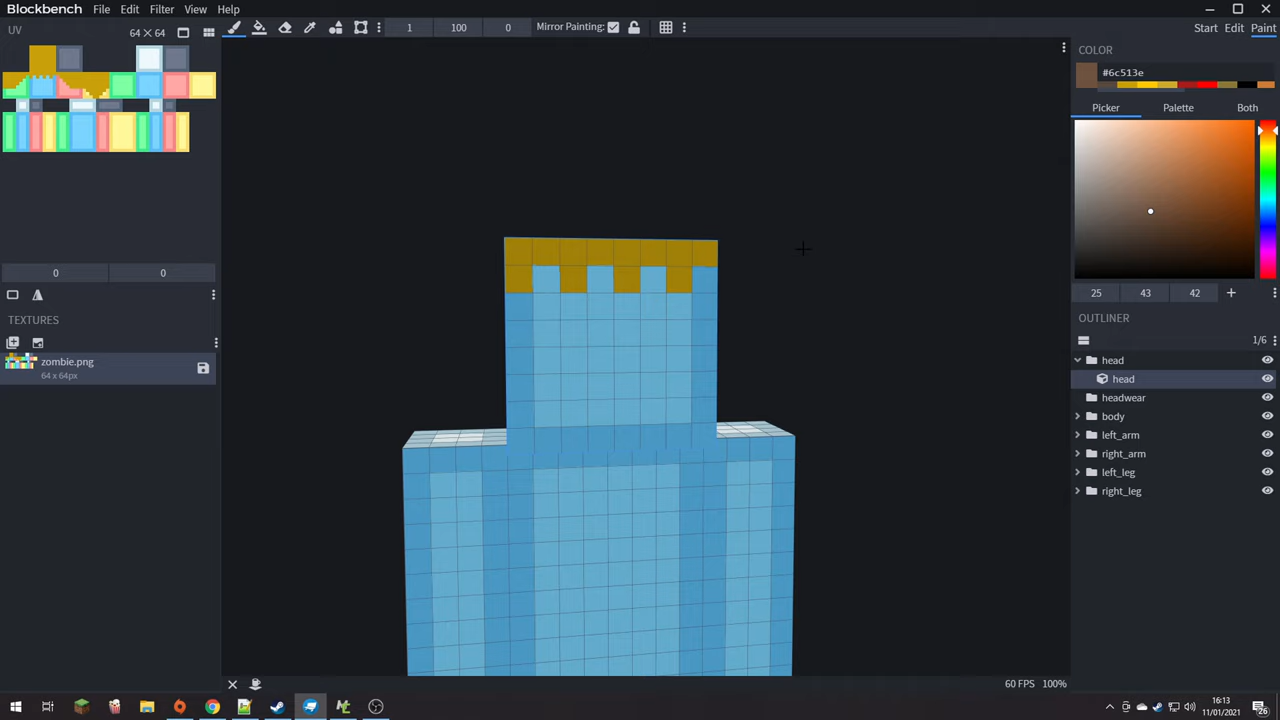 Blockbench File Edit Filter View Help
UV 64 × 64
1 100 0 Mirror Painting:
Start Edit Paint
COLOR
#6c513e
Picker Palette Both
0 0
25 43 42
TEXTURES
zombie.png
64 x 64px
OUTLINER
1/6
head
head
headwear
body
left_arm
right_arm
left_leg
right_leg
60 FPS 100%
16:13
11/01/2021
26